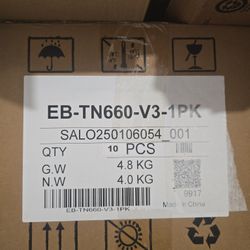 EB-TN660-V3-1PK
SALO250106054_001
QTY 10 PCS
G.W 4.8 KG
N.W 4.0 KG
EB-TN660-V3-1PK
9917
Made in China